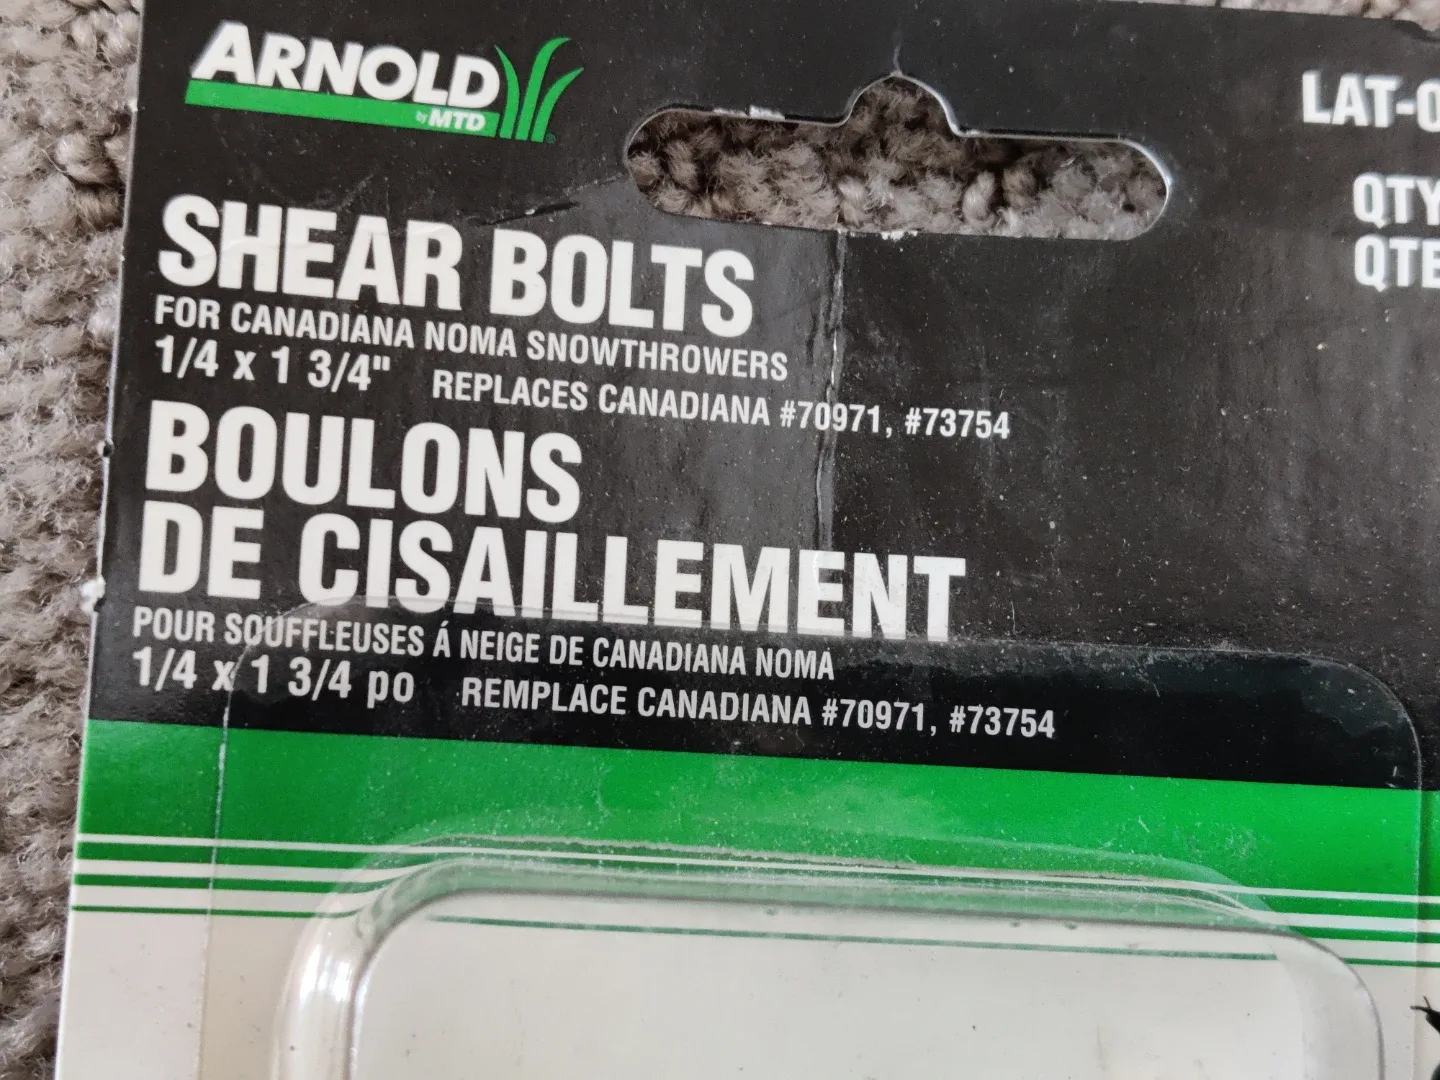 ARNOLD
by MTD
LAT-0
QTY
QTE
SHEAR BOLTS
FOR CANADIANA NOMA SNOWTHROWERS
1/4 x 1 3/4" REPLACES CANADIANA #70971, #73754
BOULONS
DE CISAILLEMENT
POUR SOUFFLEUSES Á NEIGE DE CANADIANA NOMA
1/4 x 1 3/4 po REMPLACE CANADIANA #70971, #73754